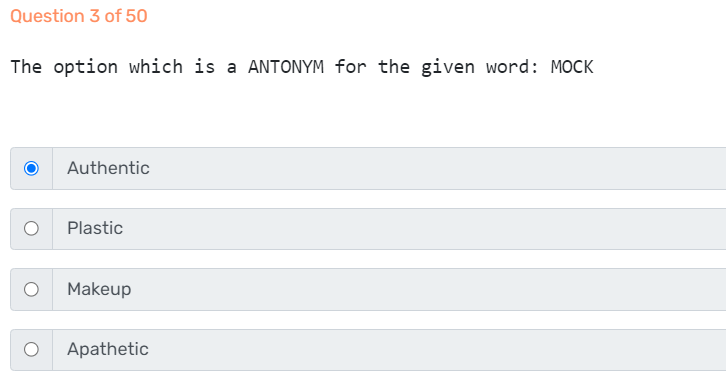 Question 3 of 50
The option which is a ANTONYM for the given word: MOCK
Authentic
Plastic
Makeup
Apathetic